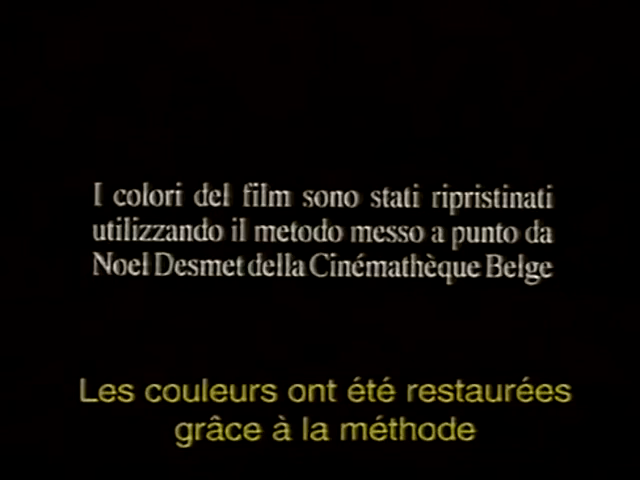 I colori del film sono stati ripristinati
utilizzando il metodo messo a punto da
Noel Desmet della Cinémathèque Belge
Les couleurs ont été restaurées
grâce à la méthode